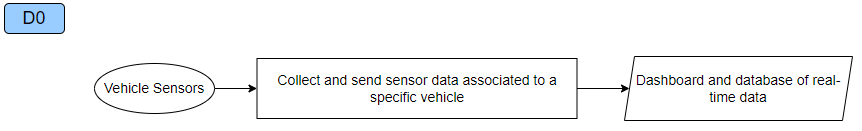 D0
Vehicle Sensors
Collect and send sensor data associated to a
specific vehicle
Dashboard and database of real-
time data